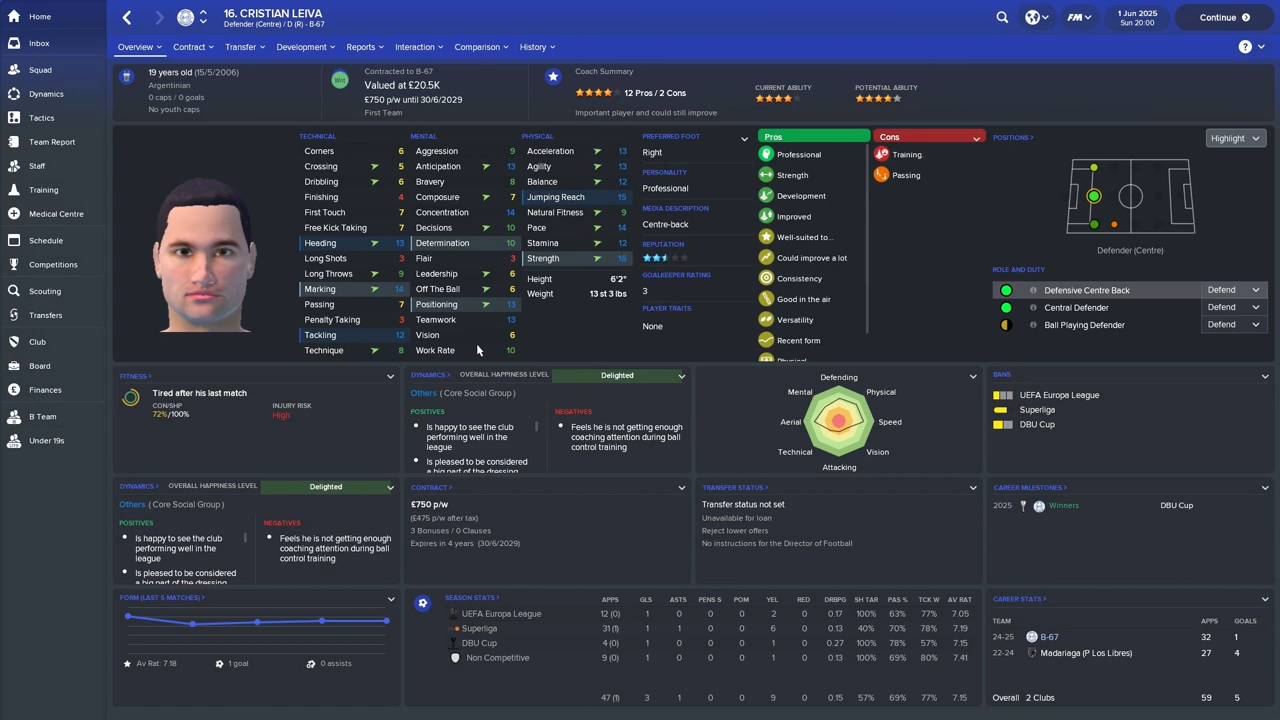 Home
Inbox
Squad
Dynamics
Tactics
Team Report
Staff
Training
Medical Centre
Schedule
Competitions
Scouting
Transfers
Club
Board
Finances
B Team
Under 19s
16. CRISTIAN LEIVA
Defender (Centre) / D (R) - B-67
FM
1 Jun 2025
Sun 20:00
Continue
Overview
Contract
Transfer
Development
Reports
Interaction
Comparison
History
?
19 years old (15/5/2006)
Argentinian
0 caps / 0 goals
No youth caps
Wnt
Contracted to B-67
Valued at £20.5K
£750 p/w until 30/6/2029
First Team
Coach Summary
12 Pros / 2 Cons
Important player and could still improve
CURRENT ABILITY
POTENTIAL ABILITY
TECHNICAL
Corners 6
Crossing 5
Dribbling 6
Finishing 4
First Touch 7
Free Kick Taking 7
Heading 13
Long Shots 3
Long Throws 9
Marking 14
Passing 7
Penalty Taking 3
Tackling 12
Technique 8
MENTAL
Aggression 9
Anticipation 13
Bravery 8
Composure 7
Concentration 14
Decisions 10
Determination 10
Flair 3
Leadership 6
Off The Ball 6
Positioning 13
Teamwork 13
Vision 6
Work Rate 10
PHYSICAL
Acceleration 13
Agility 13
Balance 12
Jumping Reach 15
Natural Fitness 9
Pace 14
Stamina 12
Strength 16
Height 6'2"
Weight 13 st 3 lbs
PREFERRED FOOT
Right
PERSONALITY
Professional
MEDIA DESCRIPTION
Centre-back
REPUTATION
GOALKEEPER RATING
3
PLAYER TRAITS
None
Pros
Professional
Strength
Development
Improved
Well-suited to...
Could improve a lot
Consistency
Good in the air
Versatility
Recent form
Physical
Cons
Training.
Passing
POSITIONS >
Highlight
Defender (Centre)
ROLE AND DUTY
Defensive Centre Back Defend
Central Defender Defend
Ball Playing Defender Defend
FITNESS >
Tired after his last match
CON/SHP
72%/100%
INJURY RISK
High
DYNAMICS > OVERALL HAPPINESS LEVEL Delighted
Others ( Core Social Group )
POSITIVES
Is happy to see the club
performing well in the
league
Is pleased to be considered
a big part of the dressing
NEGATIVES
Feels he is not getting enough
coaching attention during ball
control training
Defending
Physical
Speed
Vision
Attacking
Technical
Aerial
Mental
BANS
UEFA Europa League
Superliga
DBU Cup
DYNAMICS > OVERALL HAPPINESS LEVEL Delighted
Others ( Core Social Group )
POSITIVES
Is happy to see the club
performing well in the
league
Is pleased to be considered
a big part of the dressing
NEGATIVES
Feels he is not getting enough
coaching attention during ball
control training
CONTRACT >
£750 p/w
(£475 p/w after tax)
3 Bonuses / 0 Clauses
Expires in 4 years (30/6/2029)
TRANSFER STATUS >
Transfer status not set
Unavailable for loan
Reject lower offers
No instructions for the Director of Football
CAREER MILESTONES >
2025 Winners DBU Cup
FORM (LAST 5 MATCHES) >
Av Rat: 7.18
1 goal
0 assists
SEASON STATS > APPS GLS ASTS PENS S POM YEL RED DRBPG SH TAR PAS % TCK W AV RAT
UEFA Europa League 12 (0) 1 0 0 0 2 0 0.17 100% 63% 77% 7.05
Superliga 31 (1) 1 1 0 0 6 0 0.13 40% 70% 78% 7.19
DBU Cup 4 (0) 1 0 0 0 1 0 0.27 100% 78% 57% 7.15
Non Competitive 9 (0) 1 0 0 0 1 0 0.13 100% 69% 80% 7.41
47 (1) 3 1 0 0 9 0 0.15 57% 69% 77% 7.15
CAREER STATS >
TEAM APPS GOALS
24-25 B-67 32 1
22-24 Madariaga (P Los Libres) 27 4
Overall 2 Clubs 59 5